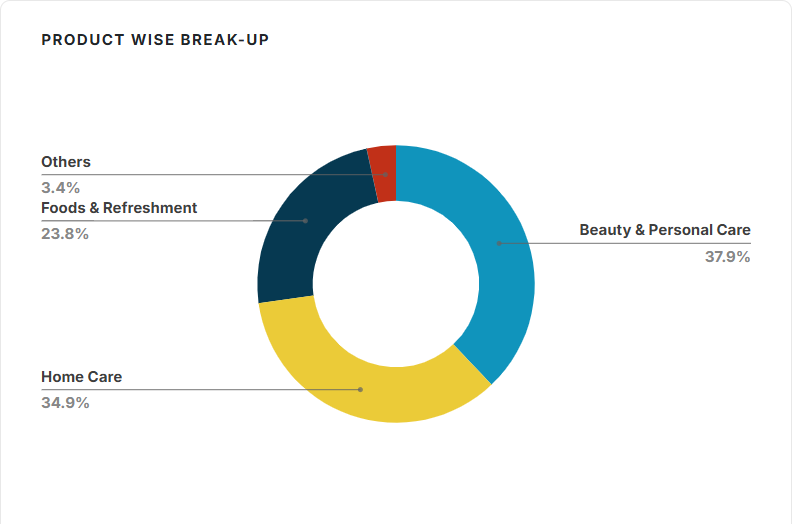 PRODUCT WISE BREAK-UP
Others
3.4%
Foods & Refreshment
23.8%
Beauty & Personal Care
37.9%
Home Care
34.9%